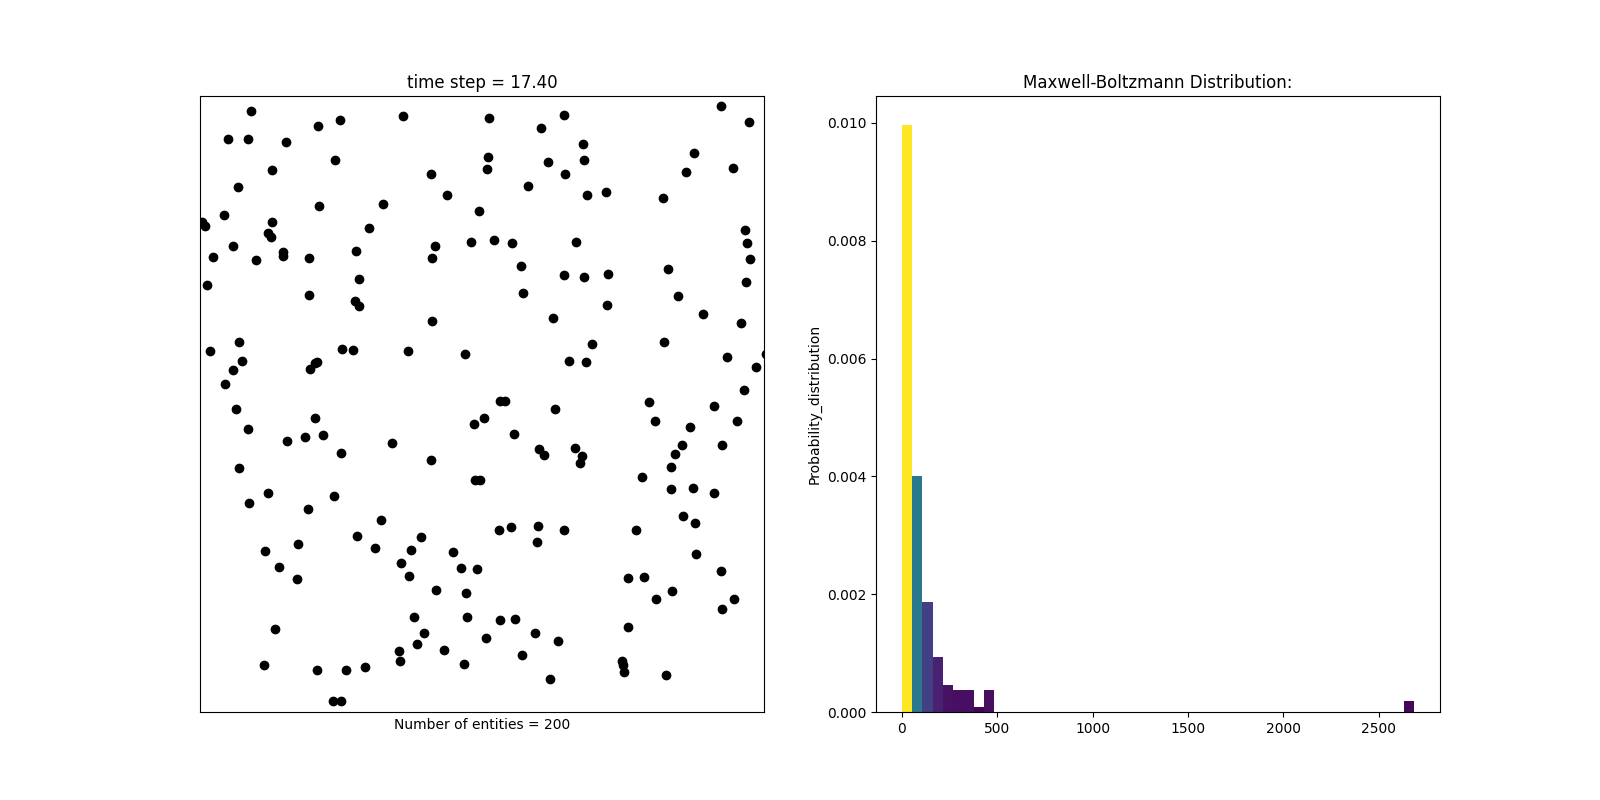 time step = 17.40
Number of entities = 200
Maxwell-Boltzmann Distribution:
Probability_distribution
0.010
0.008
0.006
0.004
0.002
0.000
0 500 1000 1500 2000 2500